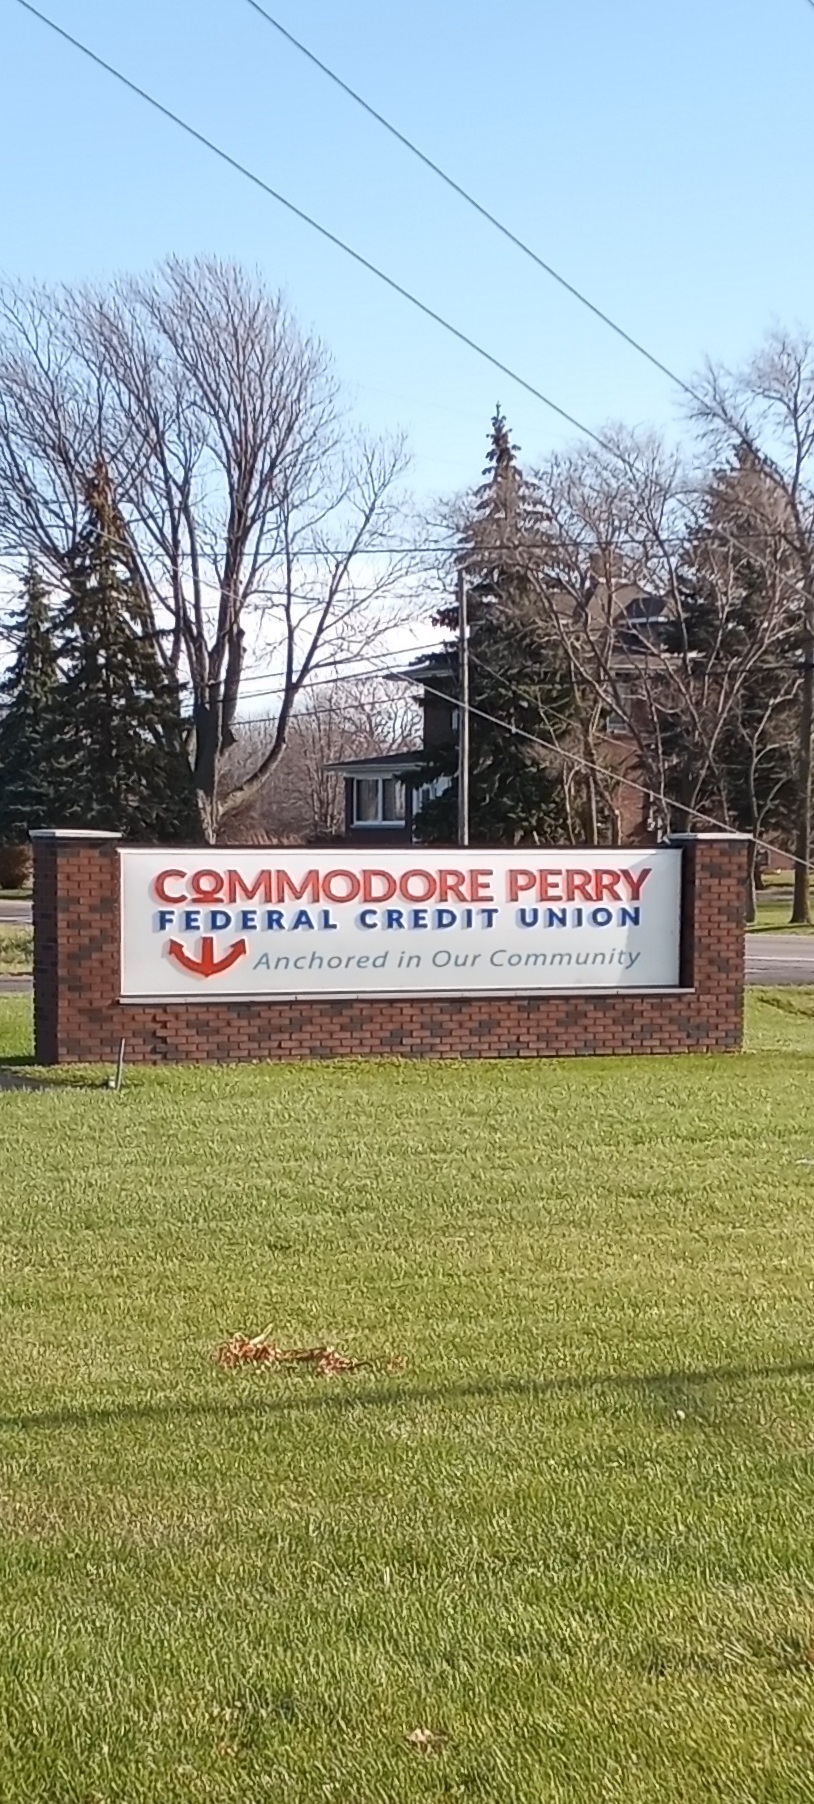 COMMODORE PERRY
FEDERAL CREDIT UNION
Anchored in Our Community